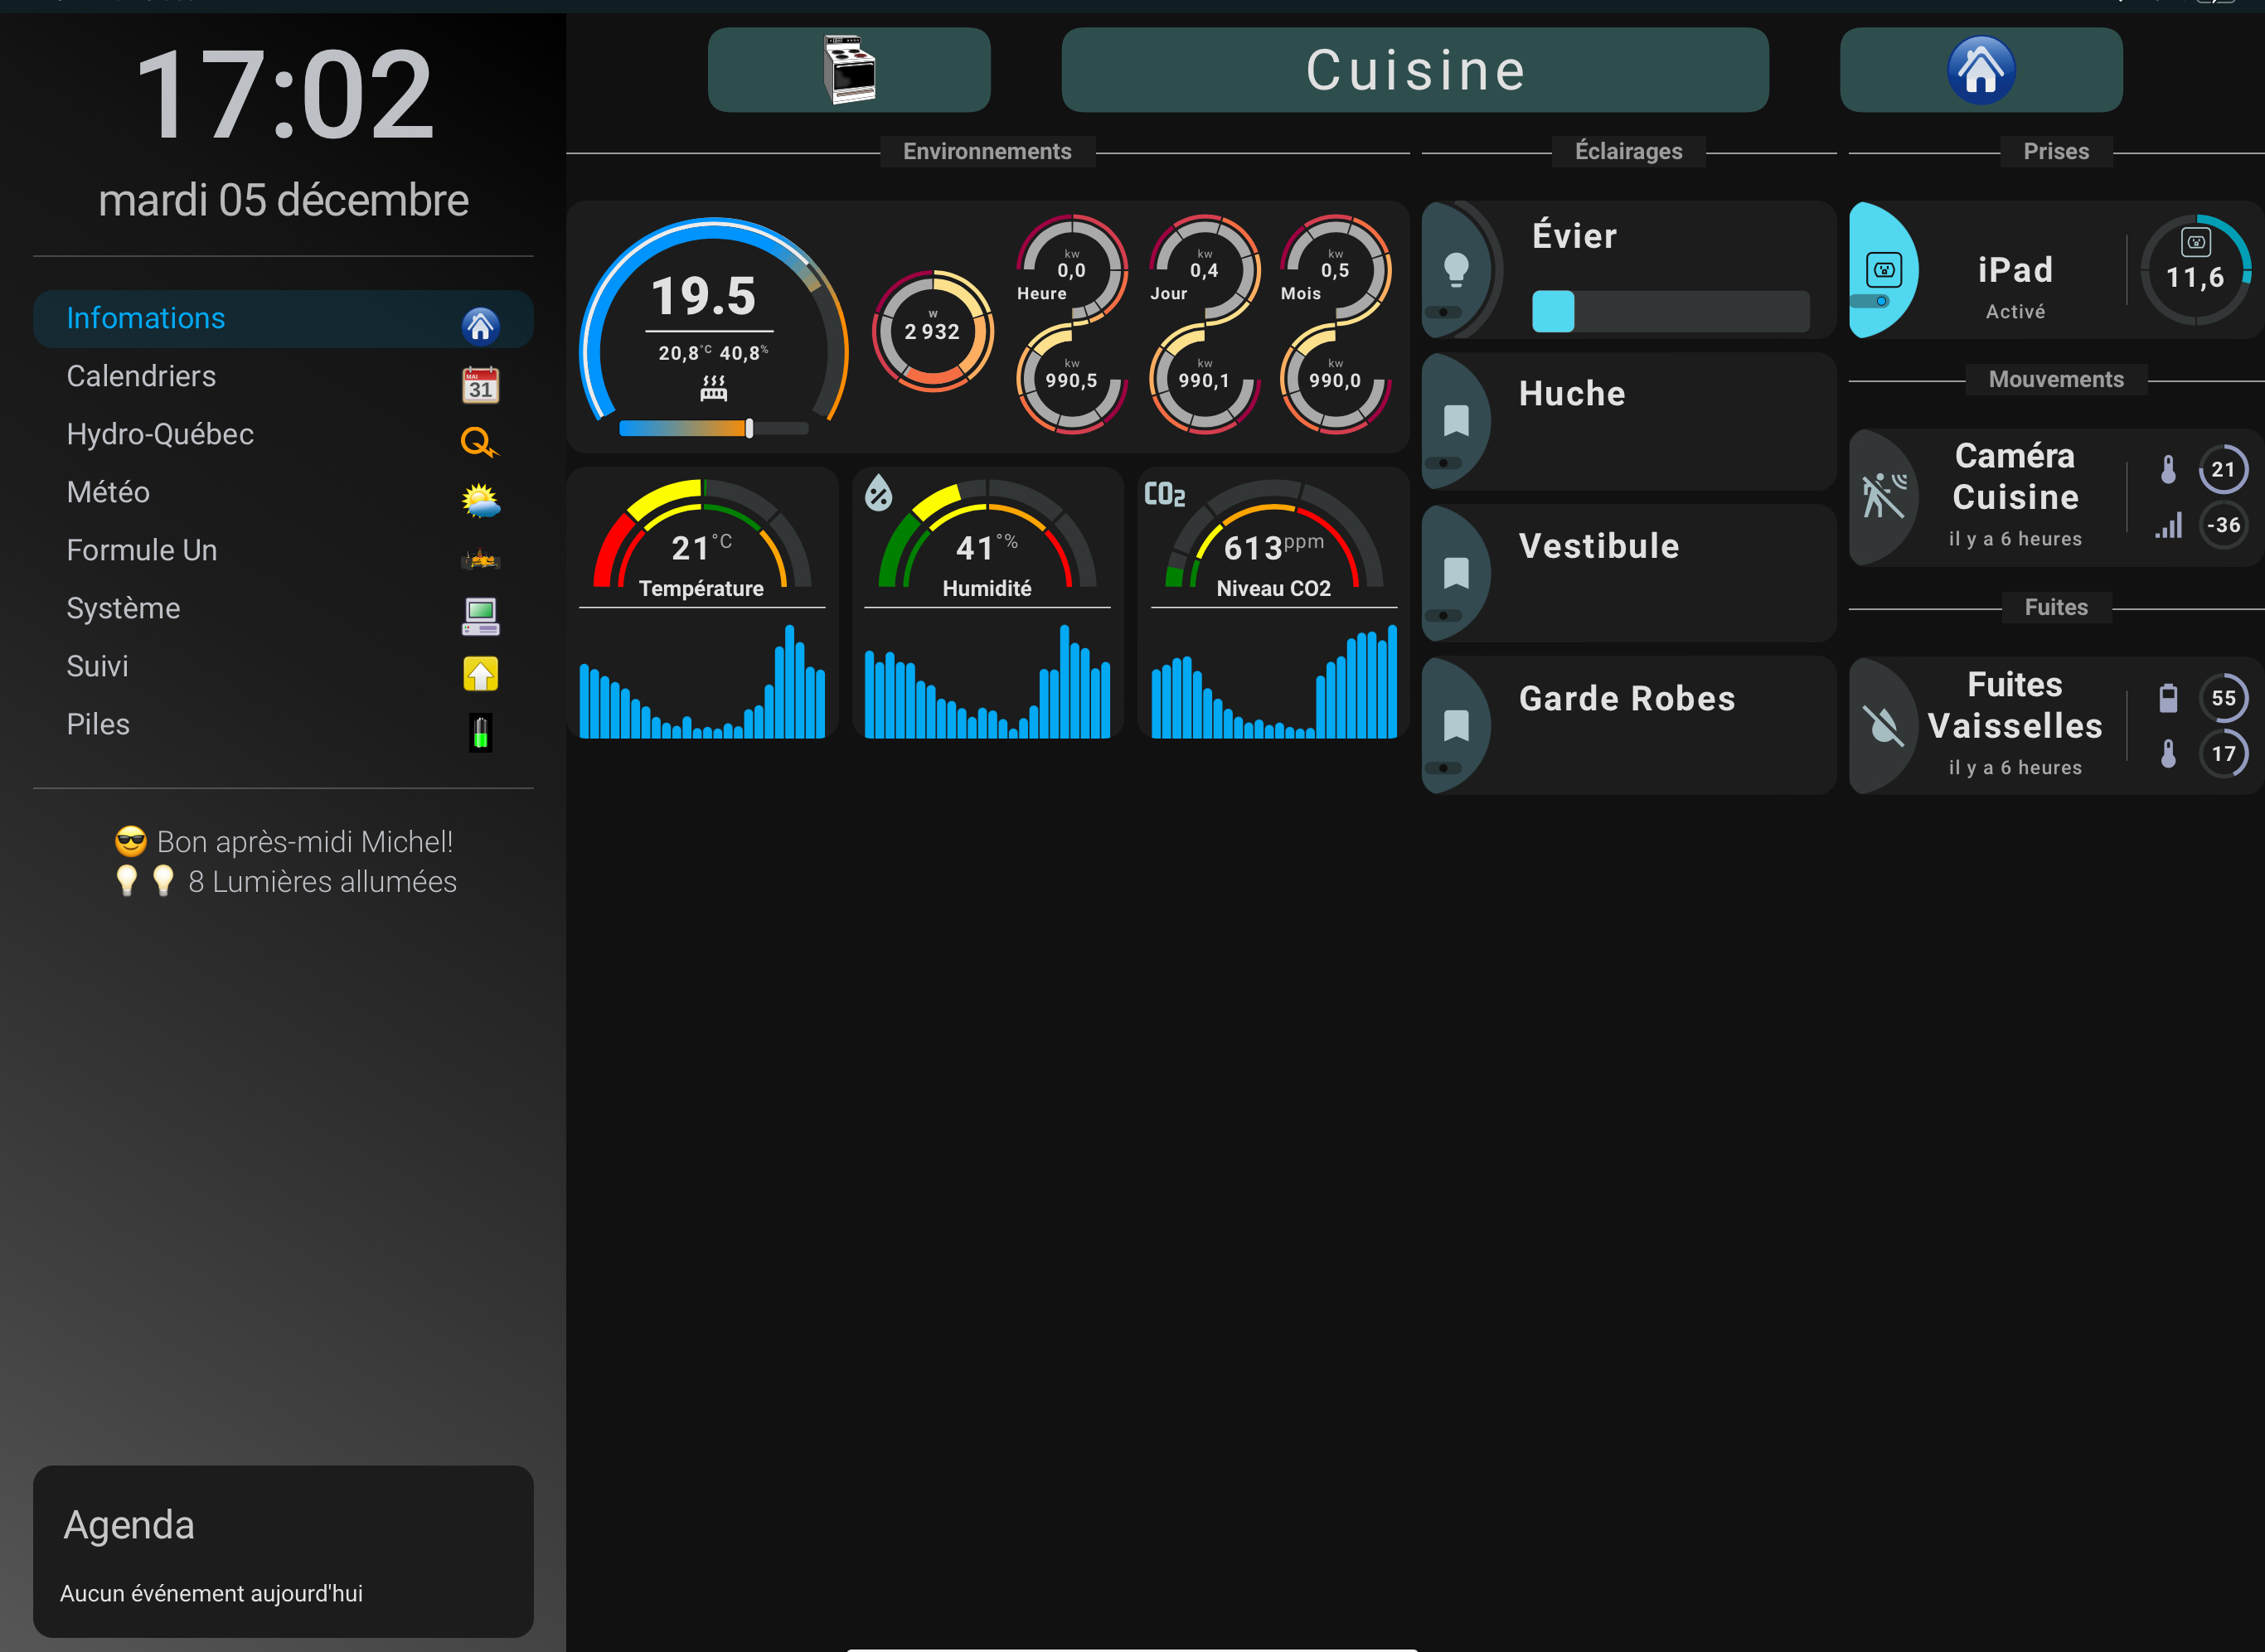 17:02
mardi 05 décembre
Infomations
Calendriers
MAI
31
Hydro-Québec
Météo
Formule Un
Système
Suivi
Piles
😎 Bon après-midi Michel!
💡 💡 8 Lumières allumées
Agenda
Aucun événement aujourd'hui
Cuisine
Environnements
19.5
20,8°C 40,8%
w
2 932
kw
0,0
Heure
kw
990,5
kw
0,4
Jour
kw
990,1
kw
0,5
Mois
kw
990,0
21°C
Température
41°%
Humidité
CO2
613ppm
Niveau CO2
Éclairages
Évier
Huche
Vestibule
Garde Robes
Prises
iPad
Activé
11,6
Mouvements
Caméra
Cuisine
il y a 6 heures
21
-36
Fuites
Fuites
Vaisselles
il y a 6 heures
55
17